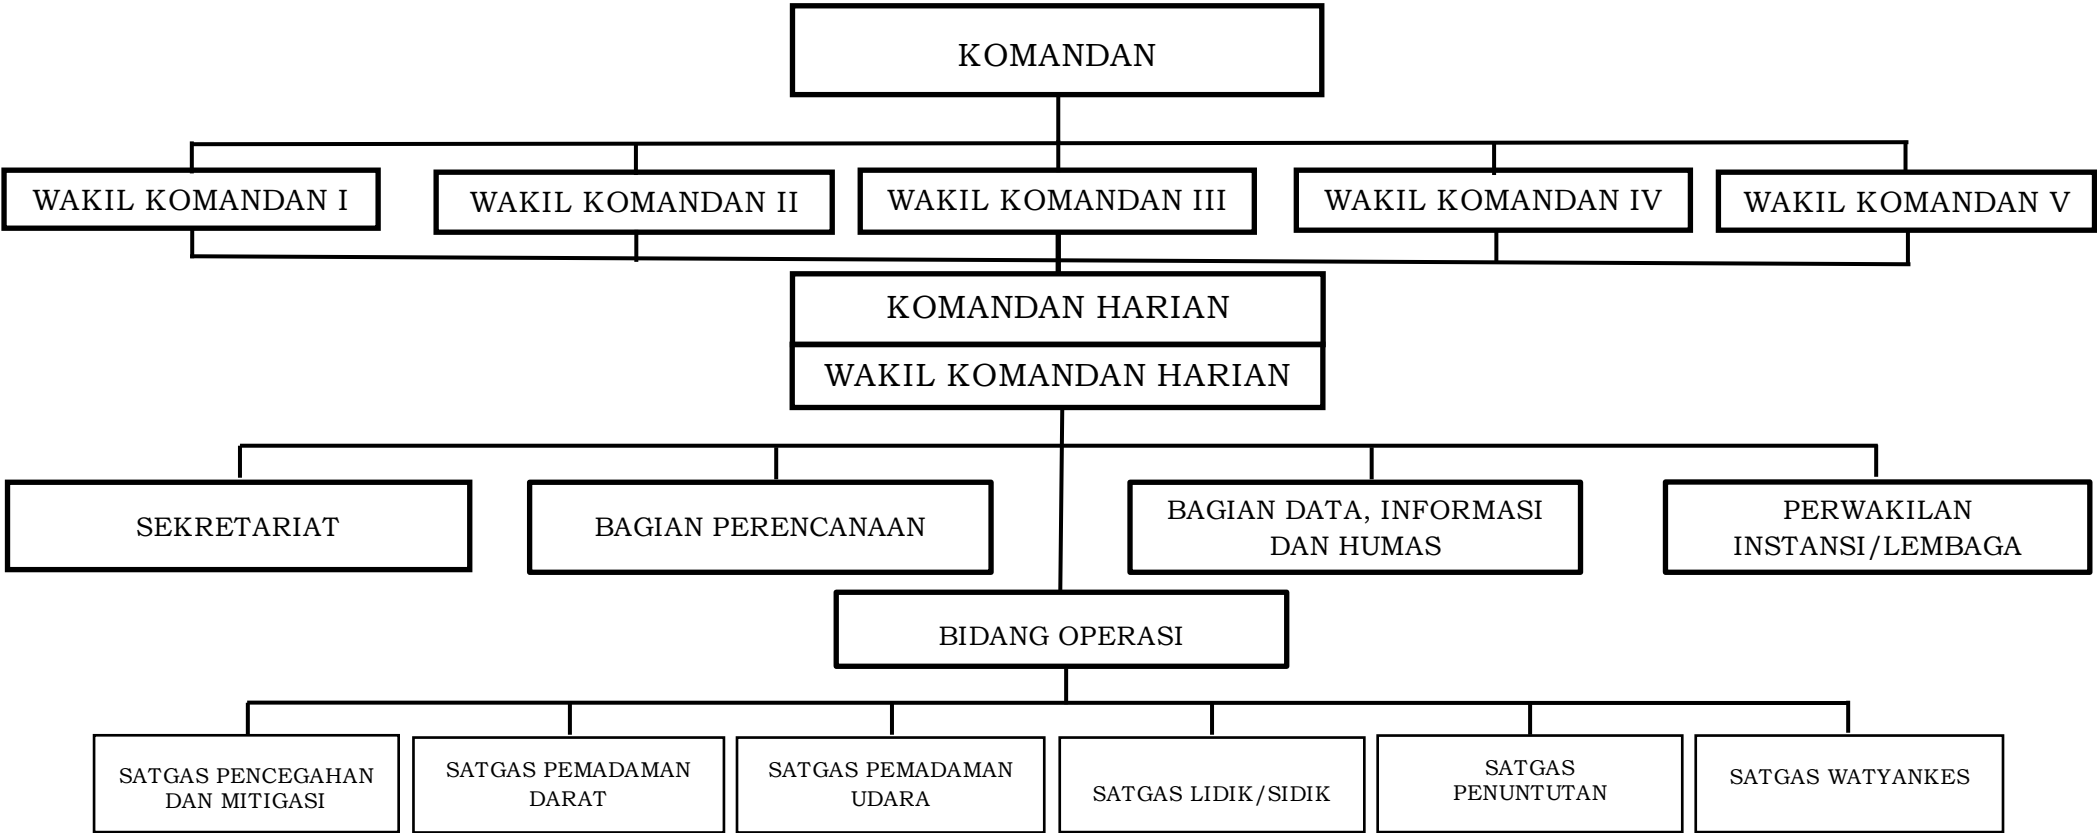 KOMANDAN
WAKIL KOMANDAN I
WAKIL KOMANDAN II
WAKIL KOMANDAN III
WAKIL KOMANDAN IV
WAKIL KOMANDAN V
KOMANDAN HARIAN
WAKIL KOMANDAN HARIAN
SEKRETARIAT
BAGIAN PERENCANAAN
BAGIAN DATA, INFORMASI
DAN HUMAS
PERWAKILAN
INSTANSI/LEMBAGA
BIDANG OPERASI
SATGAS PENCEGAHAN
DAN MITIGASI
SATGAS PEMADAMAN
DARAT
SATGAS PEMADAMAN
UDARA
SATGAS LIDIK/SIDIK
SATGAS
PENUNTUTAN
SATGAS WATYANKES